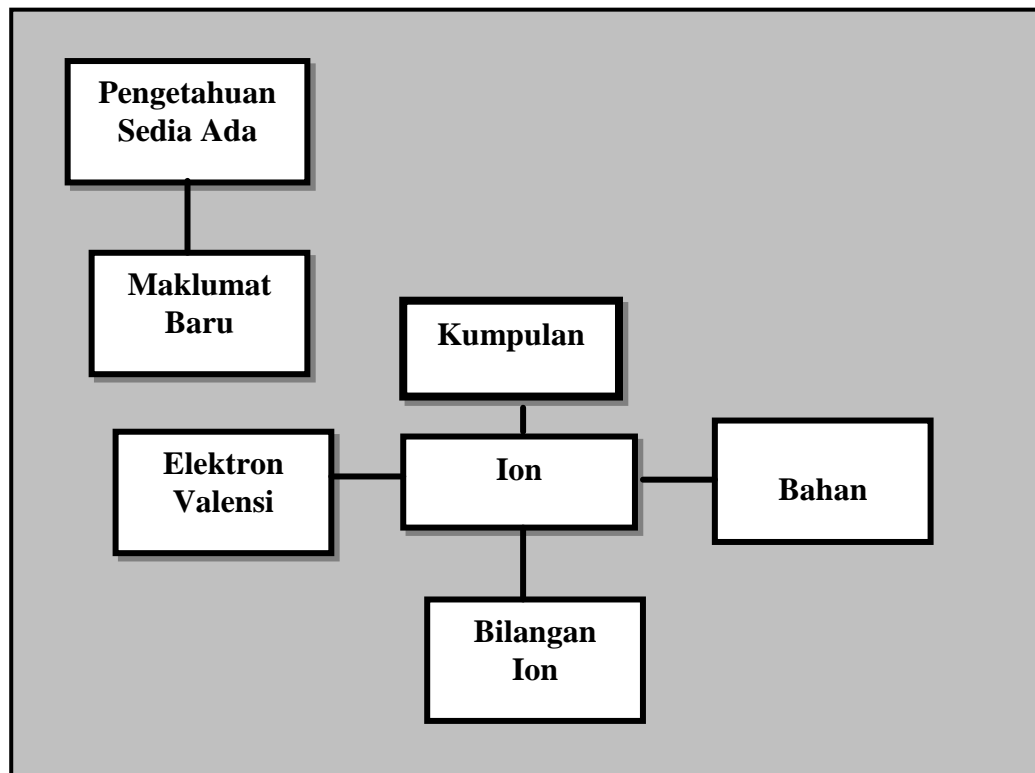 Pengetahuan
Sedia Ada
Maklumat
Baru
Kumpulan
Elektron
Valensi
Ion
Bahan
Bilangan
Ion